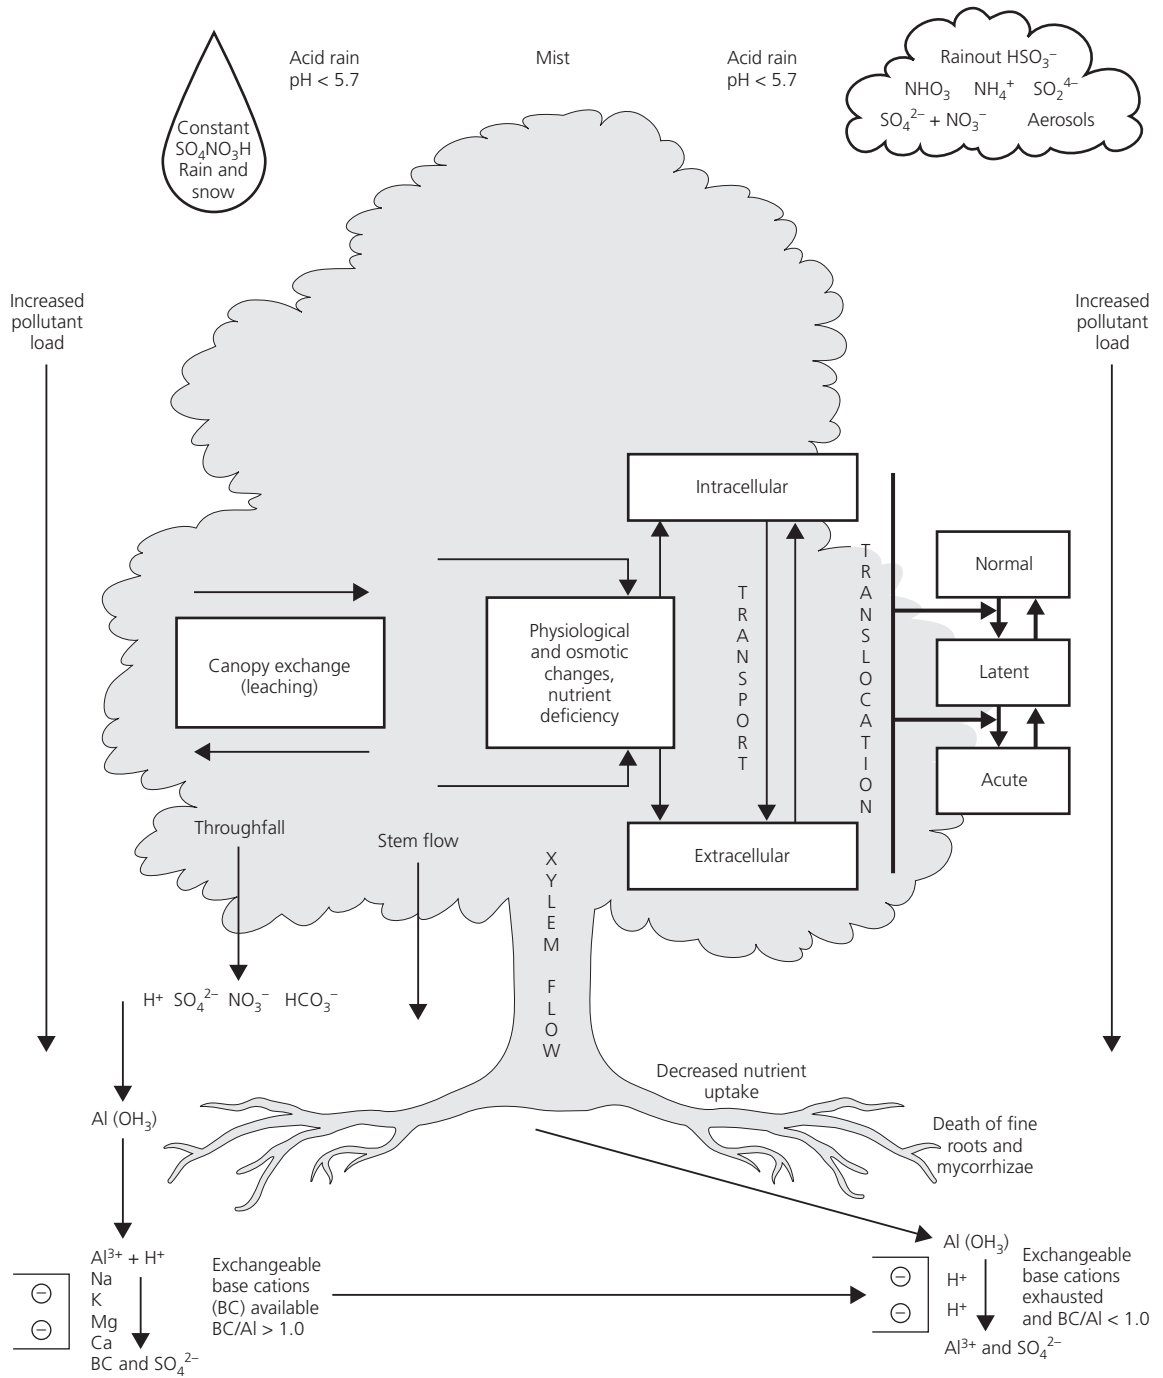 Acid rain
pH < 5.7
Mist
Acid rain
pH < 5.7
Rainout HSO₃⁻
NHO₃ NH₄⁺ SO₂⁴⁻
SO₄²⁻ + NO₃⁻ Aerosols
Constant
SO₄NO₃H
Rain and
snow
Increased
pollutant
load
Increased
pollutant
load
Intracellular
Normal
TRANSPORT
TRANSLOCATION
Physiological
and osmotic
changes,
nutrient
deficiency
Canopy exchange
(leaching)
Latent
Acute
Throughfall
Stem flow
Extracellular
XYLEM FLOW
H⁺ SO₄²⁻ NO₃⁻ HCO₃⁻
Decreased nutrient
uptake
Al (OH₃)
Death of fine
roots and
mycorrhizae
Al³⁺ + H⁺
Na
K
Mg
Ca
BC and SO₄²⁻
⊖
⊖
Exchangeable
base cations
(BC) available
BC/Al > 1.0
⊖
⊖
Al (OH₃)
H⁺
H⁺
Al³⁺ and SO₄²⁻
Exchangeable
base cations
exhausted
and BC/Al < 1.0